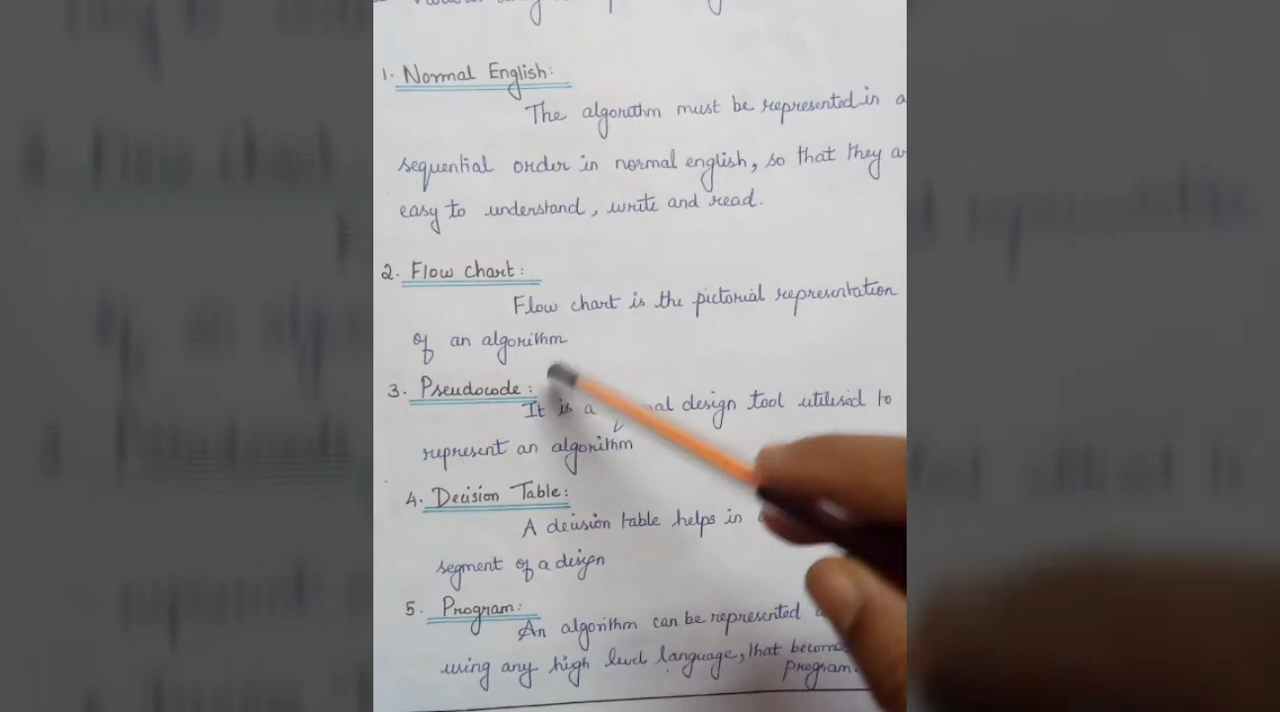 1. Normal English:
The algorithm must be represented in a
sequential order in normal english, so that they
easy to understand, write and read.
2. Flow chart:
Flow chart is the pictorial representation
of an algorithm
3. Pseudocode:
It is a design tool utilised to
represent an algorithm
4. Decision Table:
A decision table helps in
segment of a design
5. Program:
An algorithm can be represented
using any high level language, that
program.